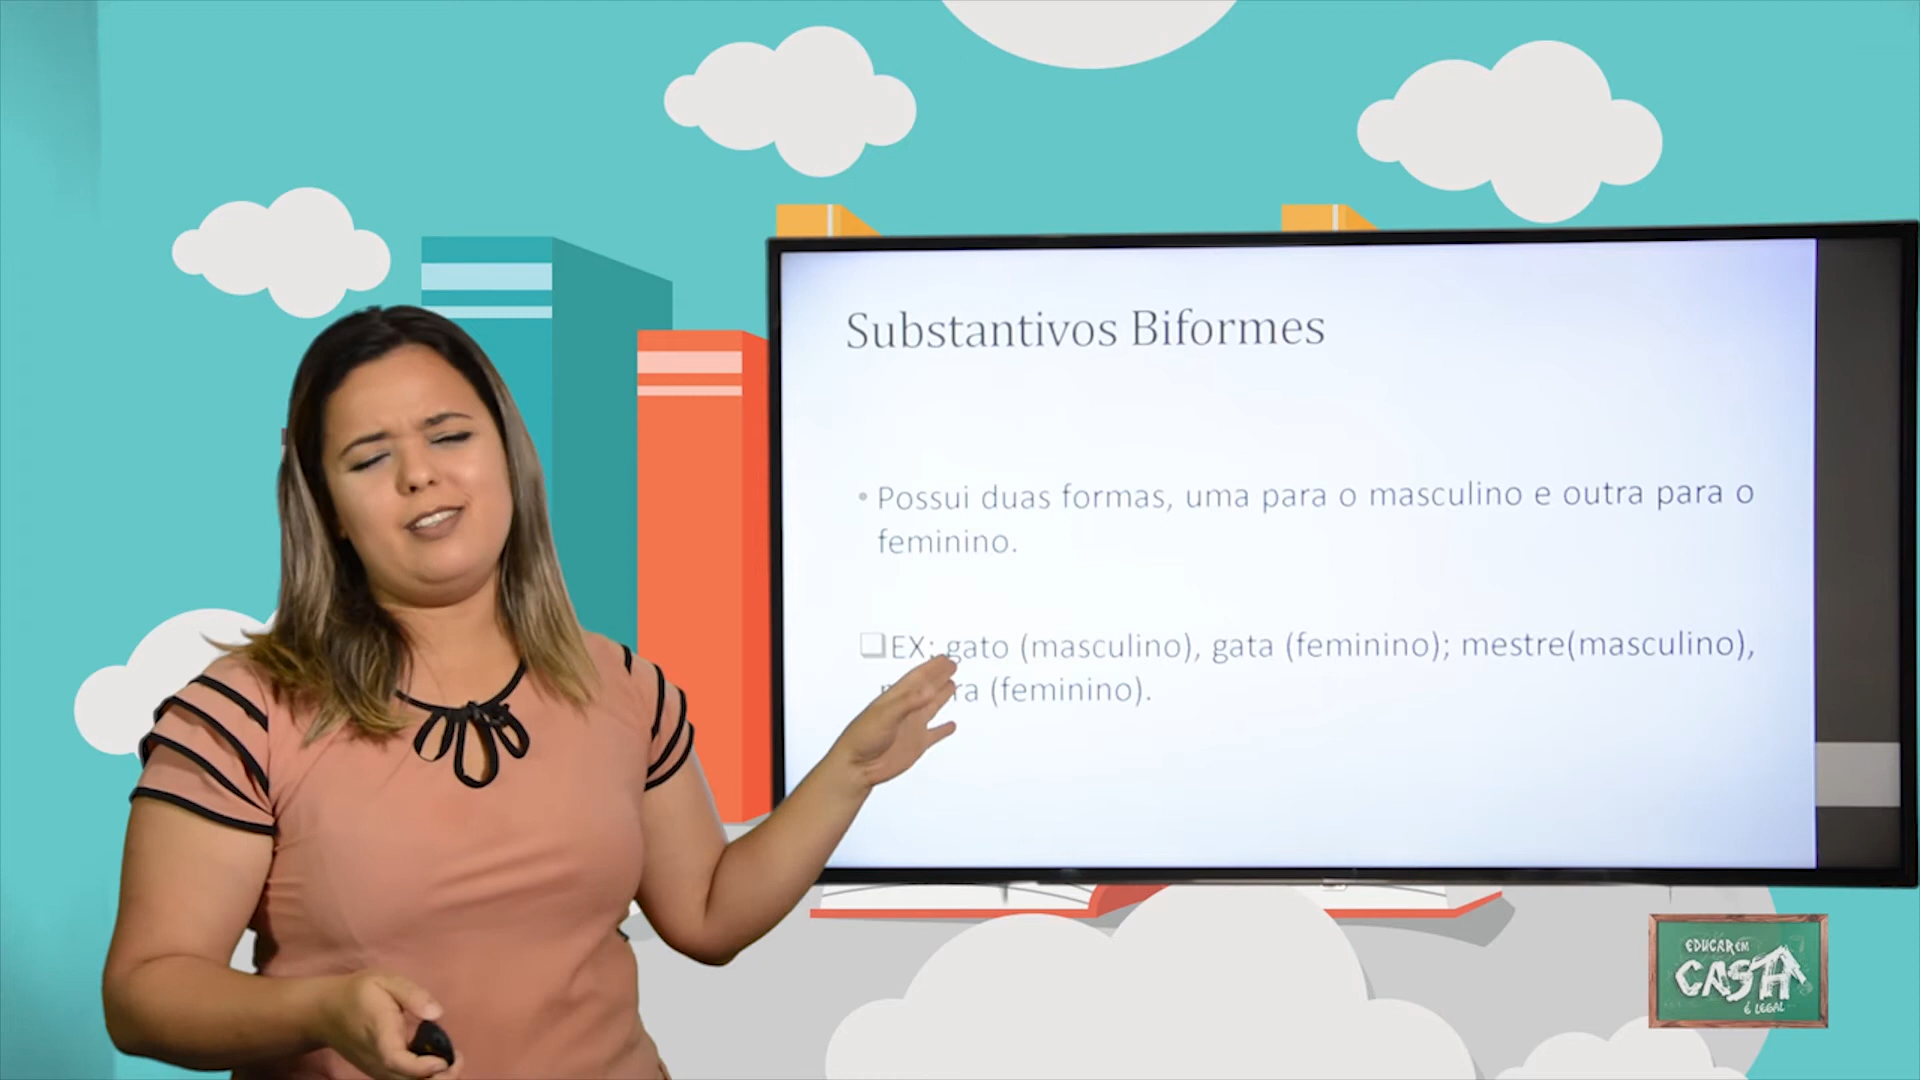 Substantivos Biformes
• Possui duas formas, uma para o masculino e outra para o
feminino.
❑EX: gato (masculino), gata (feminino); mestre(masculino),
(feminino).
EDUCAR EM
CASA
É LEGAL